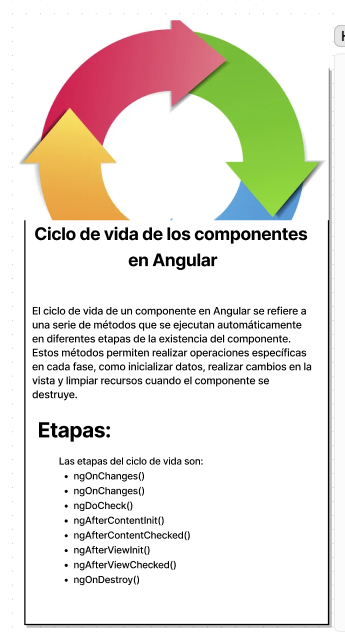 Ciclo de vida de los componentes
en Angular
El ciclo de vida de un componente en Angular se refiere a
una serie de métodos que se ejecutan automáticamente
en diferentes etapas de la existencia del componente.
Estos métodos permiten realizar operaciones específicas
en cada fase, como inicializar datos, realizar cambios en la
vista y limpiar recursos cuando el componente se
destruye.
Etapas:
Las etapas del ciclo de vida son:
• ngOnChanges()
• ngOnChanges()
• ngDoCheck()
• ngAfterContentInit()
• ngAfterContentChecked()
• ngAfterViewInit()
• ngAfterViewChecked()
• ngOnDestroy()